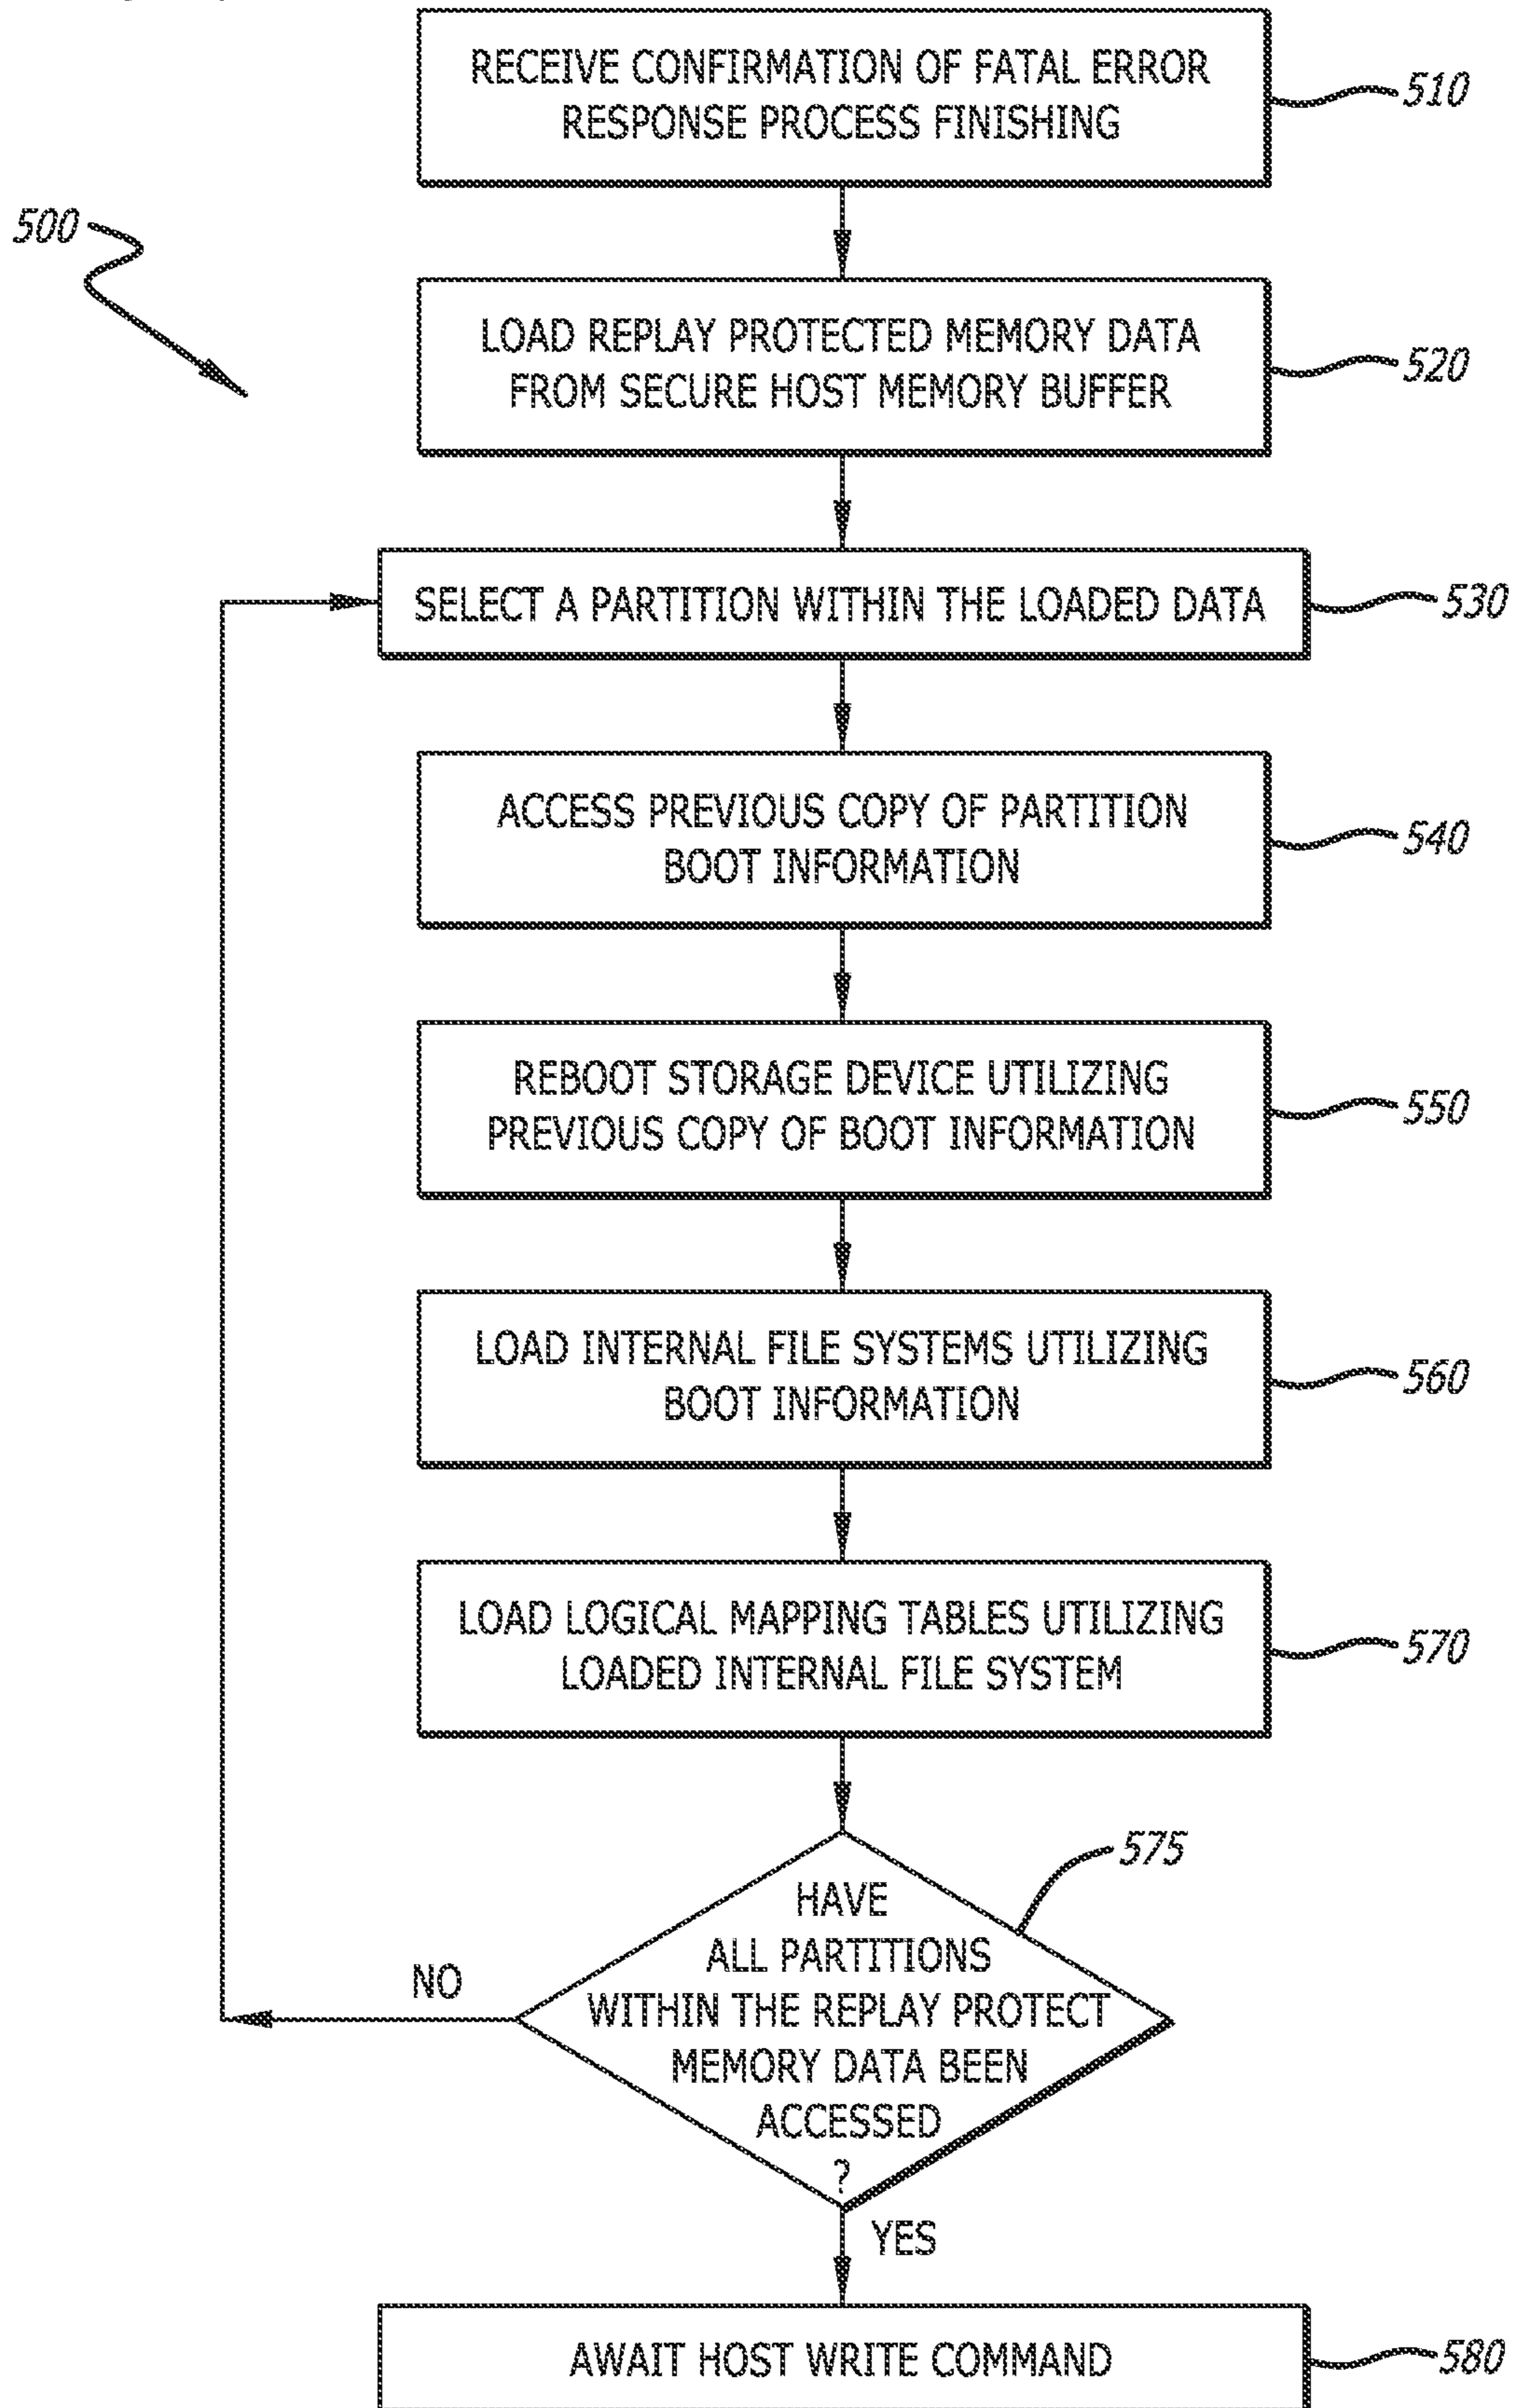 RECEIVE CONFIRMATION OF FATAL ERROR
RESPONSE PROCESS FINISHING
510
500
LOAD REPLAY PROTECTED MEMORY DATA
FROM SECURE HOST MEMORY BUFFER
520
SELECT A PARTITION WITHIN THE LOADED DATA
530
ACCESS PREVIOUS COPY OF PARTITION
BOOT INFORMATION
540
REBOOT STORAGE DEVICE UTILIZING
PREVIOUS COPY OF BOOT INFORMATION
550
LOAD INTERNAL FILE SYSTEMS UTILIZING
BOOT INFORMATION
560
LOAD LOGICAL MAPPING TABLES UTILIZING
LOADED INTERNAL FILE SYSTEM
570
575
HAVE
ALL PARTITIONS
WITHIN THE REPLAY PROTECT
MEMORY DATA BEEN
ACCESSED
?
NO
YES
AWAIT HOST WRITE COMMAND
580